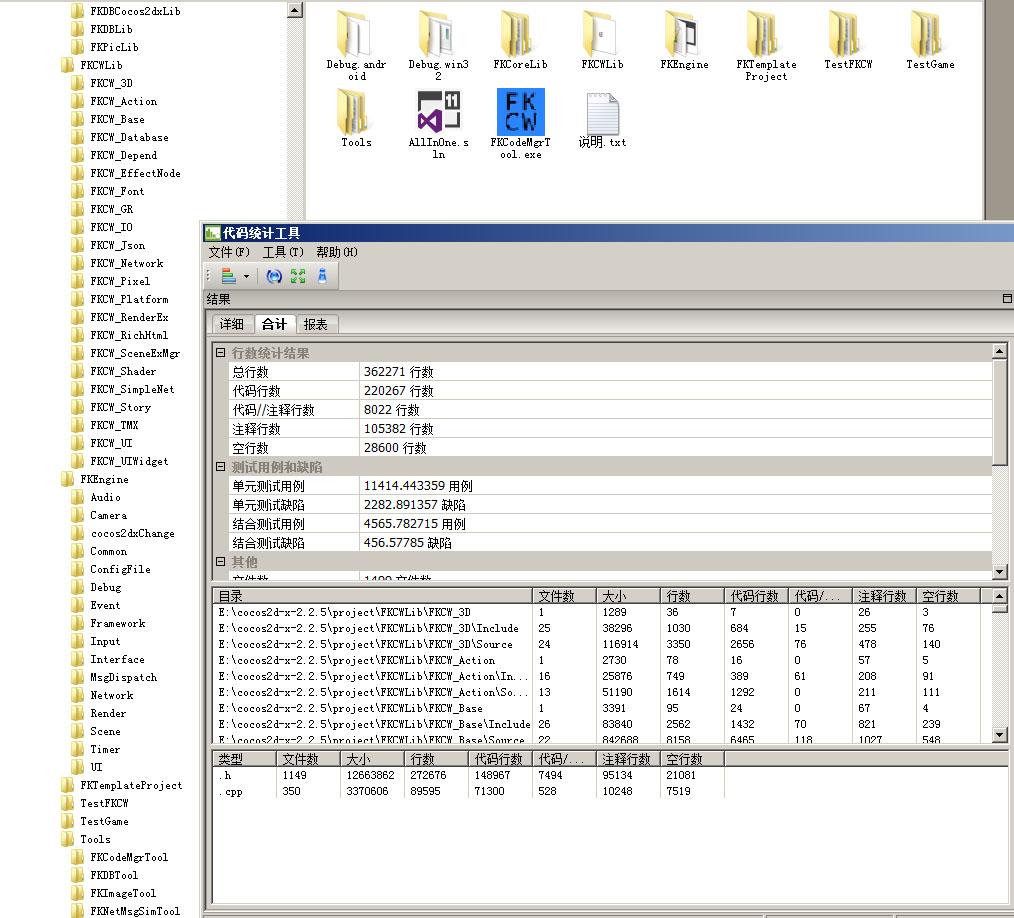 FKDBCocos2dxLib
FKDBLib
FKPicLib
FKCWLib
FKCW_3D
FKCW_Action
FKCW_Base
FKCW_Database
FKCW_Depend
FKCW_EffectNode
FKCW_Font
FKCW_GR
FKCW_IO
FKCW_Json
FKCW_Network
FKCW_Pixel
FKCW_Platform
FKCW_RenderEx
FKCW_RichHtml
FKCW_SceneExMgr
FKCW_Shader
FKCW_SimpleNet
FKCW_Story
FKCW_TMX
FKCW_UI
FKCW_UIWidget
FKEngine
Audio
Camera
cocos2dxChange
Common
ConfigFile
Debug
Event
Framework
Input
Interface
MsgDispatch
Network
Render
Scene
Timer
UI
FKTemplateProject
TestFKCW
TestGame
Tools
FKCodeMgrTool
FKDBTool
FKImageTool
FKNetMsgSimTool
Debug.andr
oid
Debug.win3
2
FKCoreLib
FKCWLib
FKEngine
FKTemplate
Project
TestFKCW
TestGame
Tools
11
AllInOne.s
ln
FK
CW
FKCodeMgrT
ool.exe
说明.txt
代码统计工具
文件(F) 工具(T) 帮助(H)
结果
详细 合计 报表
行数统计结果
总行数 362271 行数
代码行数 220267 行数
代码//注释行数 8022 行数
注释行数 105382 行数
空行数 28600 行数
测试用例和缺陷
单元测试用例 11414.443359 用例
单元测试缺陷 2282.891357 缺陷
结合测试用例 4565.782715 用例
结合测试缺陷 456.57785 缺陷
其他
文件数 1499 文件数
目录 文件数 大小 行数 代码行数 代码/... 注释行数 空行数
E:\cocos2d-x-2.2.5\project\FKCWLib\FKCW_3D 1 1289 36 7 0 26 3
E:\cocos2d-x-2.2.5\project\FKCWLib\FKCW_3D\Include 25 38296 1030 684 15 255 76
E:\cocos2d-x-2.2.5\project\FKCWLib\FKCW_3D\Source 24 116914 3350 2656 76 478 140
E:\cocos2d-x-2.2.5\project\FKCWLib\FKCW_Action 1 2730 78 16 0 57 5
E:\cocos2d-x-2.2.5\project\FKCWLib\FKCW_Action\In... 16 25876 749 389 61 208 91
E:\cocos2d-x-2.2.5\project\FKCWLib\FKCW_Action\So... 13 51190 1614 1292 0 211 111
E:\cocos2d-x-2.2.5\project\FKCWLib\FKCW_Base 1 3391 95 24 0 67 4
E:\cocos2d-x-2.2.5\project\FKCWLib\FKCW_Base\Include 26 83840 2562 1432 70 821 239
E:\cocos2d-x-2.2.5\project\FKCWLib\FKCW_Base\Source 22 842688 8158 6465 118 1027 548
类型 文件数 大小 行数 代码行数 代码/... 注释行数 空行数
.h 1149 12663862 272676 148967 7494 95134 21081
.cpp 350 3370606 89595 71300 528 10248 7519